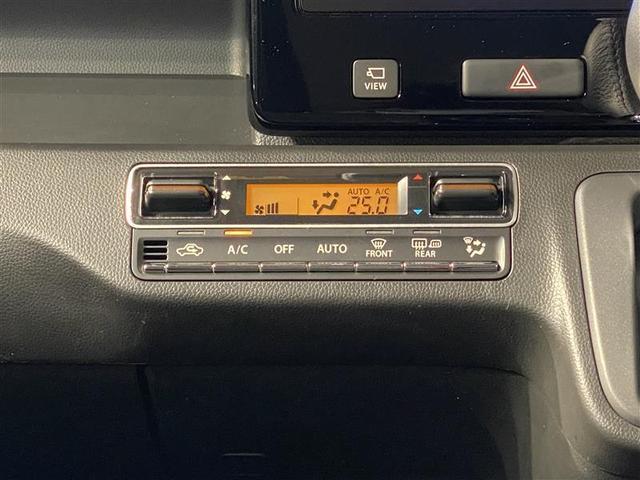 VIEW
AUTO A/C
25.0
A/C OFF AUTO FRONT REAR